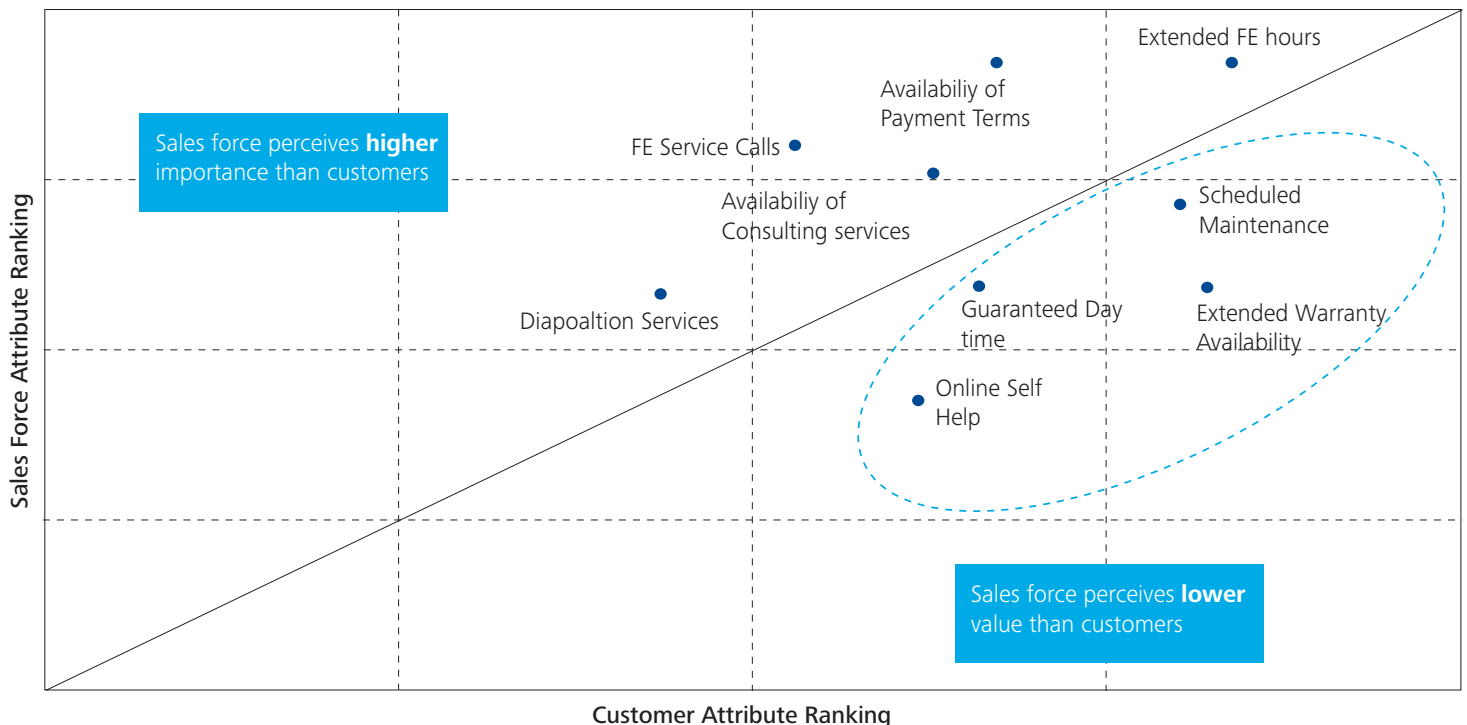 Extended FE hours
Availabiliy of
Payment Terms
Sales force perceives higher
importance than customers
FE Service Calls
Availabiliy of
Consulting services
Scheduled
Maintenance
Diapoaltion Services
Guaranteed Day
time
Extended Warranty
Availability
Online Self
Help
Sales force perceives lower
value than customers
Sales Force Attribute Ranking
Customer Attribute Ranking